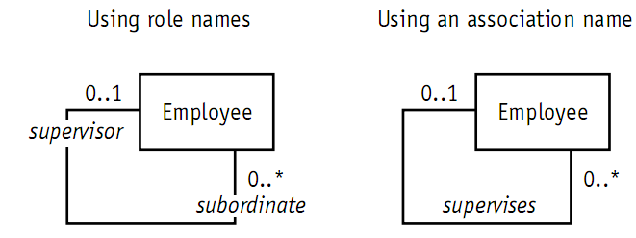 Using role names
0..1
Employee
supervisor
0..*
subordinate
Using an association name
0..1
Employee
0..*
supervises